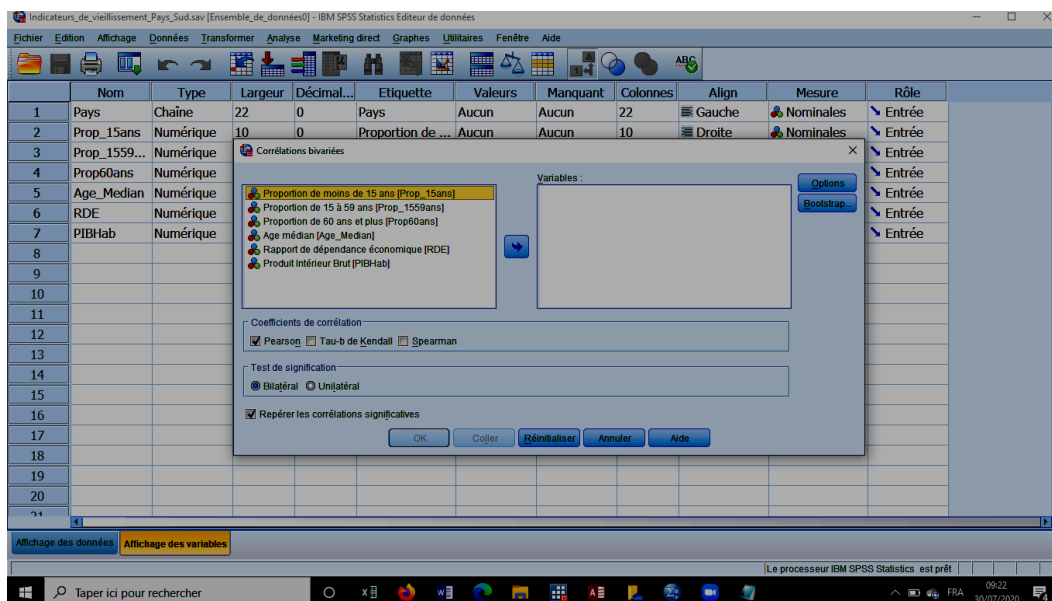 Indicateurs_de_vieillissement_Pays_Sud.sav [Ensemble_de_données0] - IBM SPSS Statistics Editeur de données
Fichier Edition Affichage Données Transformer Analyse Marketing direct Graphes Utilitaires Fenêtre Aide
Nom Type Largeur Décimal... Etiquette Valeurs Manquant Colonnes Align Mesure Rôle
1 Pays Chaîne 22 0 Pays Aucun Aucun 22 Gauche Nominales Entrée
2 Prop_15ans Numérique 10 0 Proportion de ... Aucun Aucun 10 Droite Nominales Entrée
3 Prop_1559... Numérique Entrée
4 Prop60ans Numérique Entrée
5 Age_Median Numérique Entrée
6 RDE Numérique Entrée
7 PIBHab Numérique Entrée
8
9
10
11
12
13
14
15
16
17
18
19
20
21
Corrélations bivariées
Variables :
Proportion de moins de 15 ans [Prop_15ans]
Proportion de 15 à 59 ans [Prop_1559ans]
Proportion de 60 ans et plus [Prop60ans]
Age médian [Age_Median]
Rapport de dépendance économique [RDE]
Produit Intérieur Brut [PIBHab]
Options
Bootstrap...
Coefficients de corrélation
Pearson Tau-b de Kendall Spearman
Test de signification
Bilatéral Unilatéral
Repérer les corrélations significatives
OK Coller Réinitialiser Annuler Aide
Affichage des données Affichage des variables
Le processeur IBM SPSS Statistics est prêt
Taper ici pour rechercher
FRA
09:22
30/07/2020